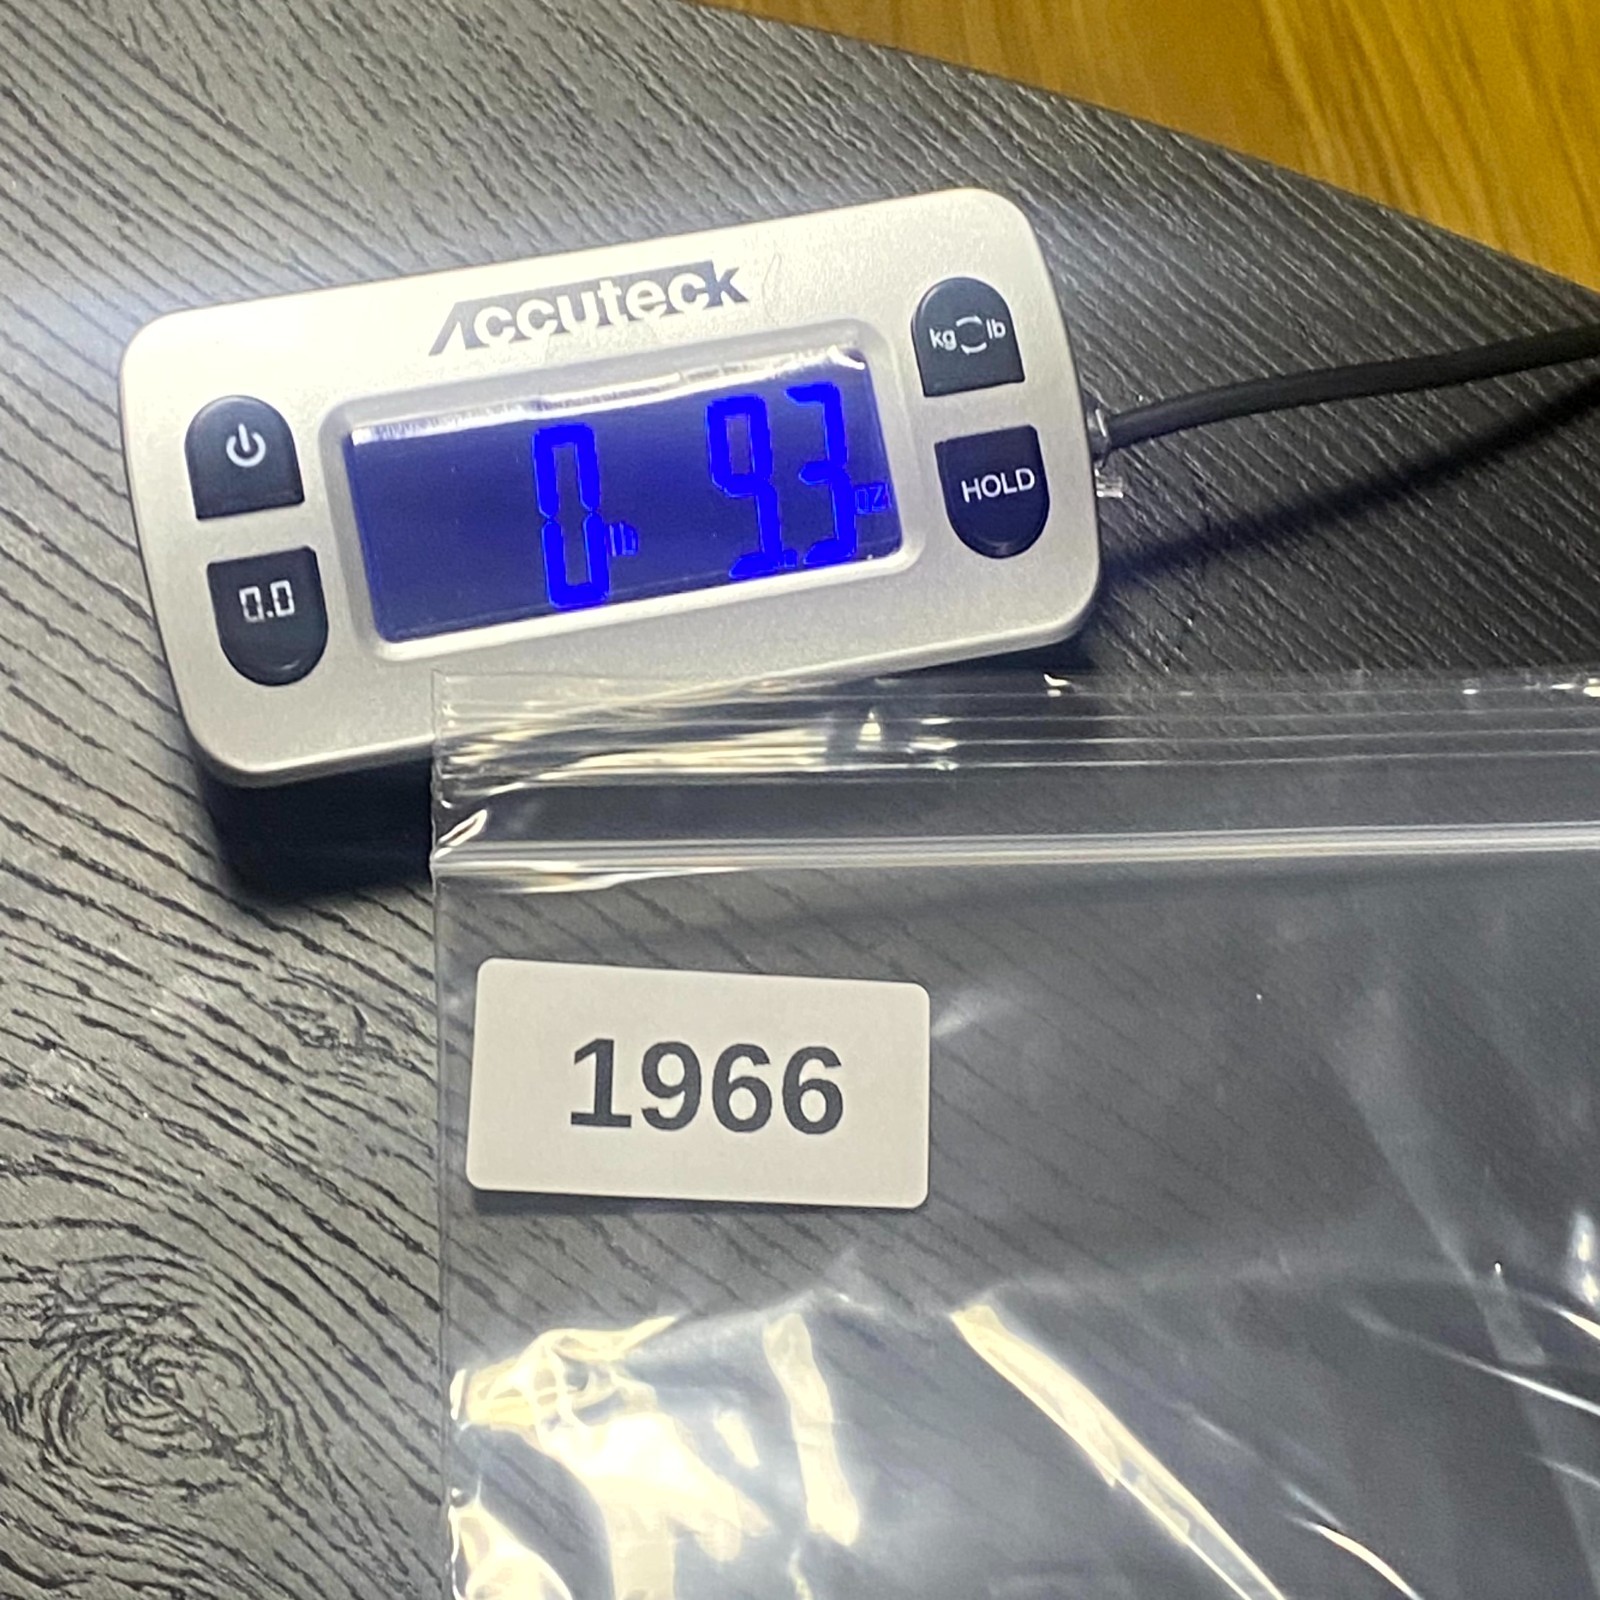 Accuteck
kg lb
0 lb 9.3 oz
HOLD
0.0
1966